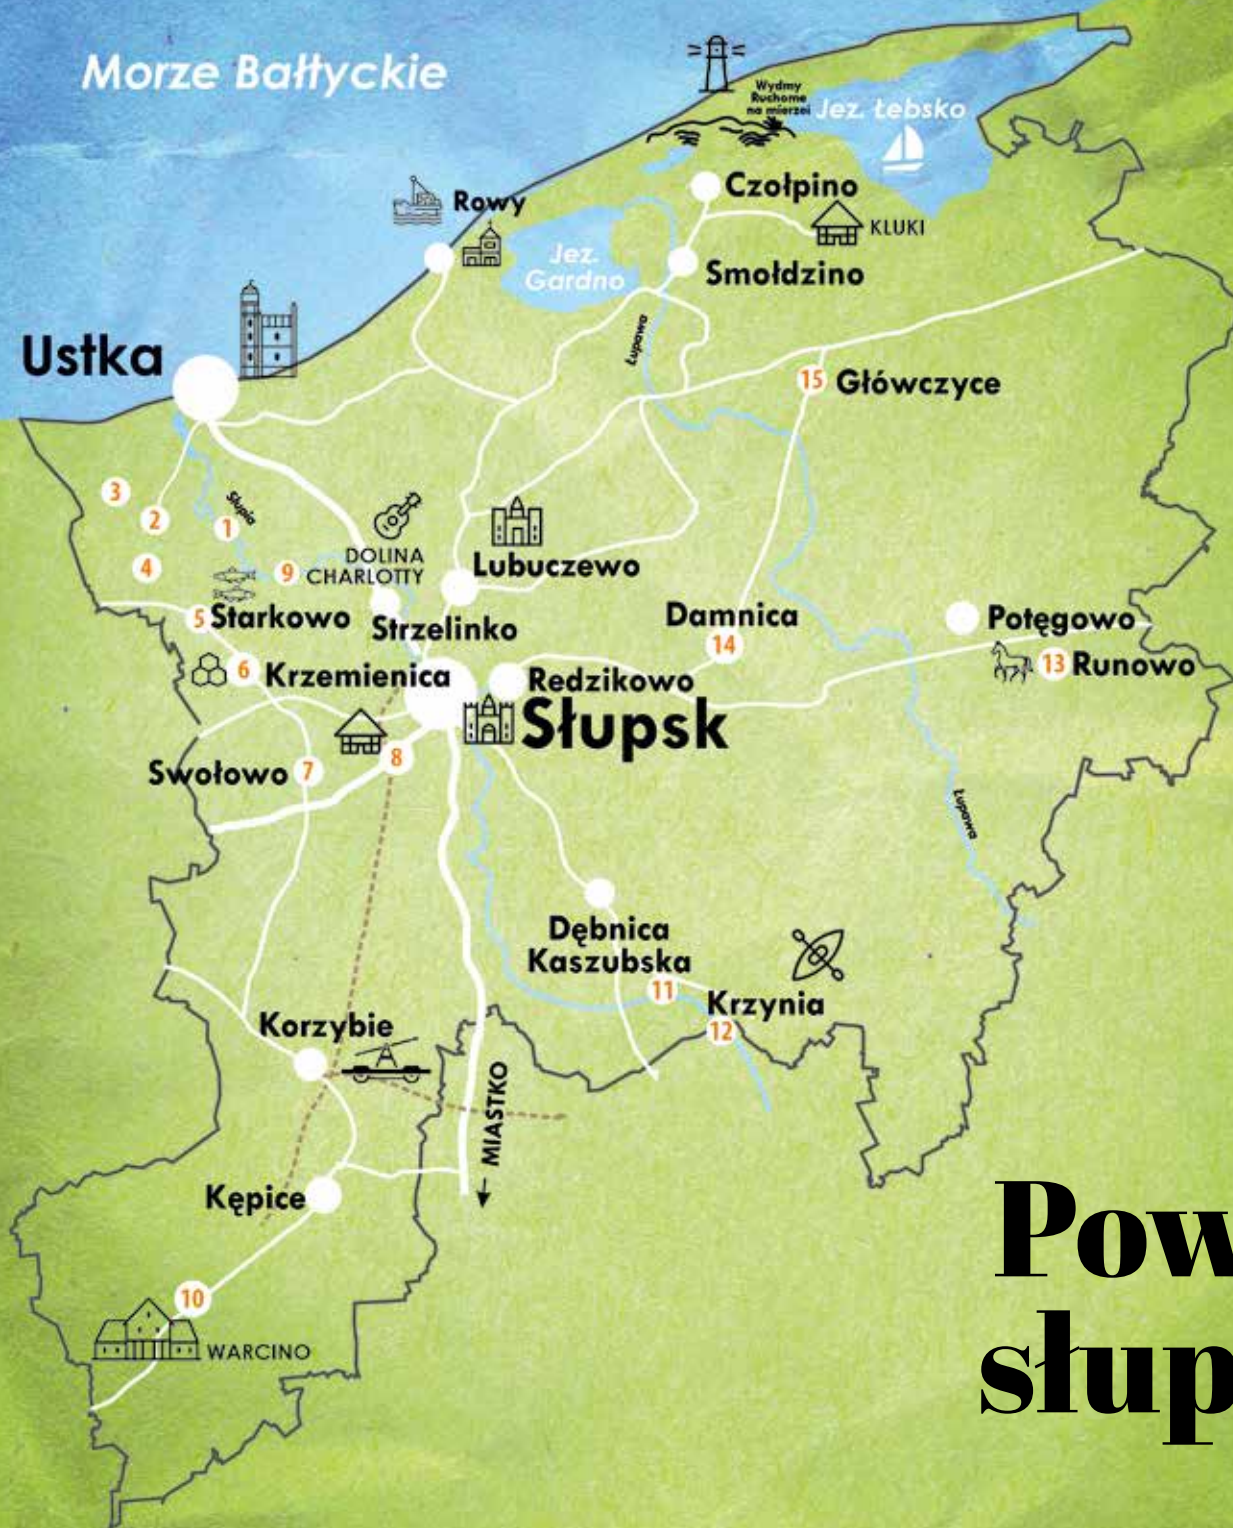 Morze Bałtyckie
Wydmy
Ruchome
na mierzei
Jez. Łebsko
Czołpino
Rowy
KLUKI
Jez.
Gardno
Smołdzino
Ustka
Łupawa
15 Główczyce
3
2
1
Słupia
4
9
DOLINA
CHARLOTTY
Lubuczewo
5 Starkowo
Strzelinko
Damnica
14
Potęgowo
6 Krzemienica
Redzikowo
13 Runowo
Słupsk
Swołowo 7
8
Łupawa
Dębnica
Kaszubska
11
Krzynia
12
Korzybie
MIASTKO
Kępice
10
WARCINO
Pow
słup